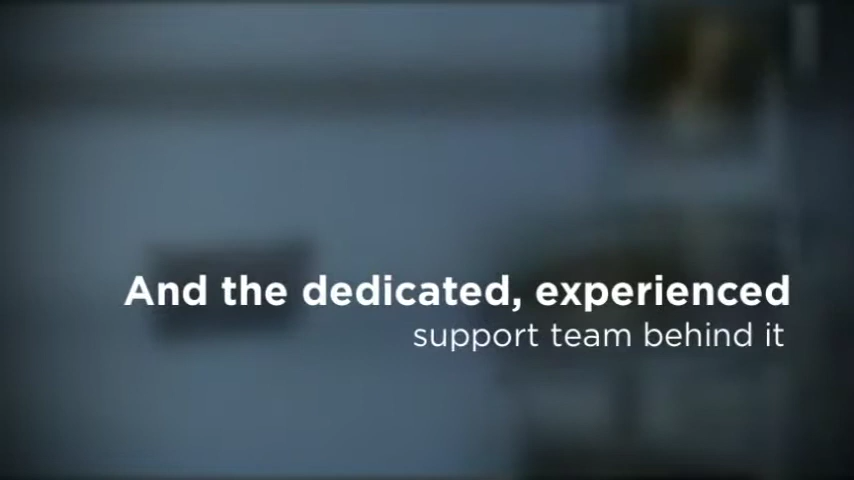 And the dedicated, experienced
support team behind it